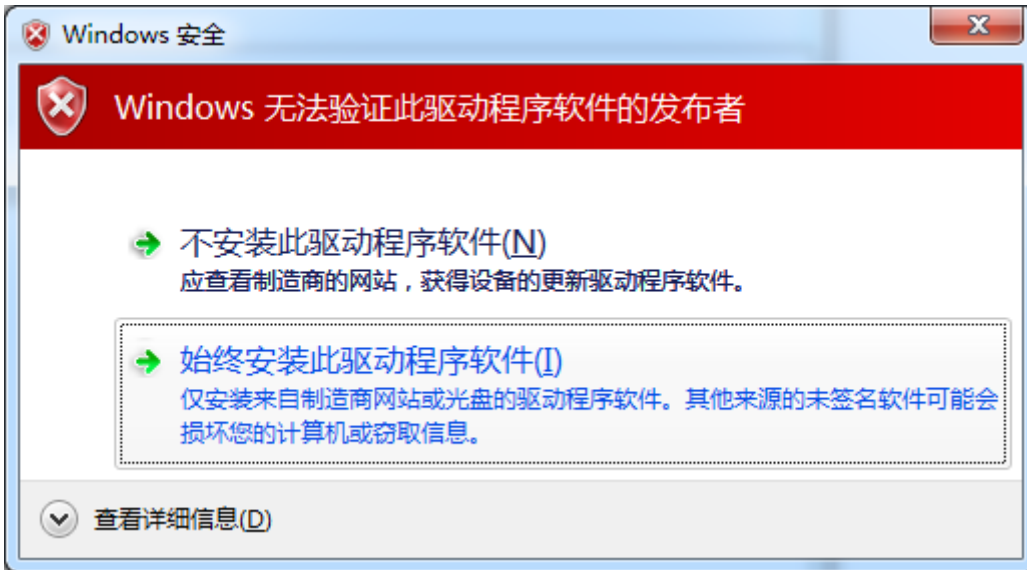 Windows 安全
Windows 无法验证此驱动程序软件的发布者
不安装此驱动程序软件(N)
应查看制造商的网站，获得设备的更新驱动程序软件。
始终安装此驱动程序软件(I)
仅安装来自制造商网站或光盘的驱动程序软件。其他来源的未签名软件可能会
损坏您的计算机或窃取信息。
查看详细信息(D)